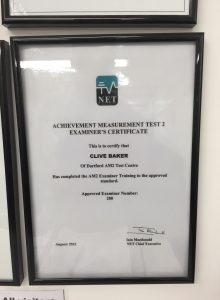 NET
ACHIEVEMENT MEASUREMENT TEST 2
EXAMINER'S CERTIFICATE
This is to certify that
CLIVE BAKER
Of Dartford AM2 Test Centre
Has completed the AM2 Examiner Training to the approved
standard.
Approved Examiner Number:
Iain Macdonald
August 2012
NET Chief Executive